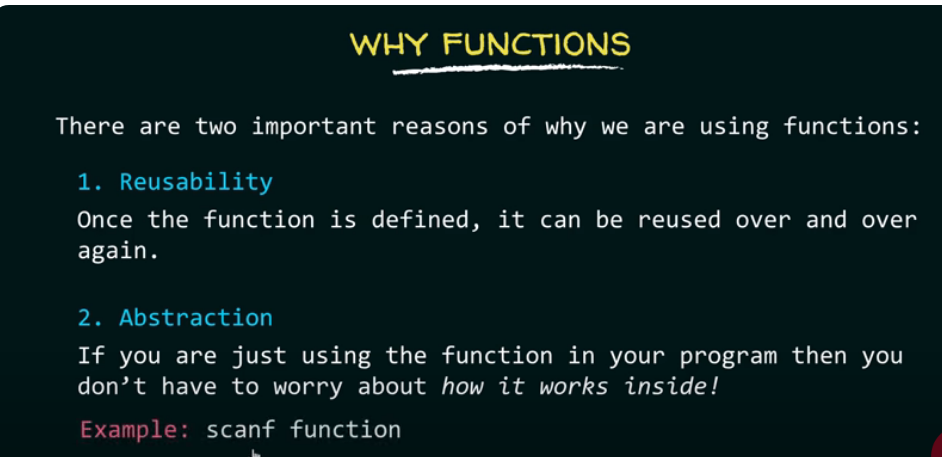 WHY FUNCTIONS
There are two important reasons of why we are using functions:
1. Reusability
Once the function is defined, it can be reused over and over
again.
2. Abstraction
If you are just using the function in your program then you
don’t have to worry about how it works inside!
Example: scanf function